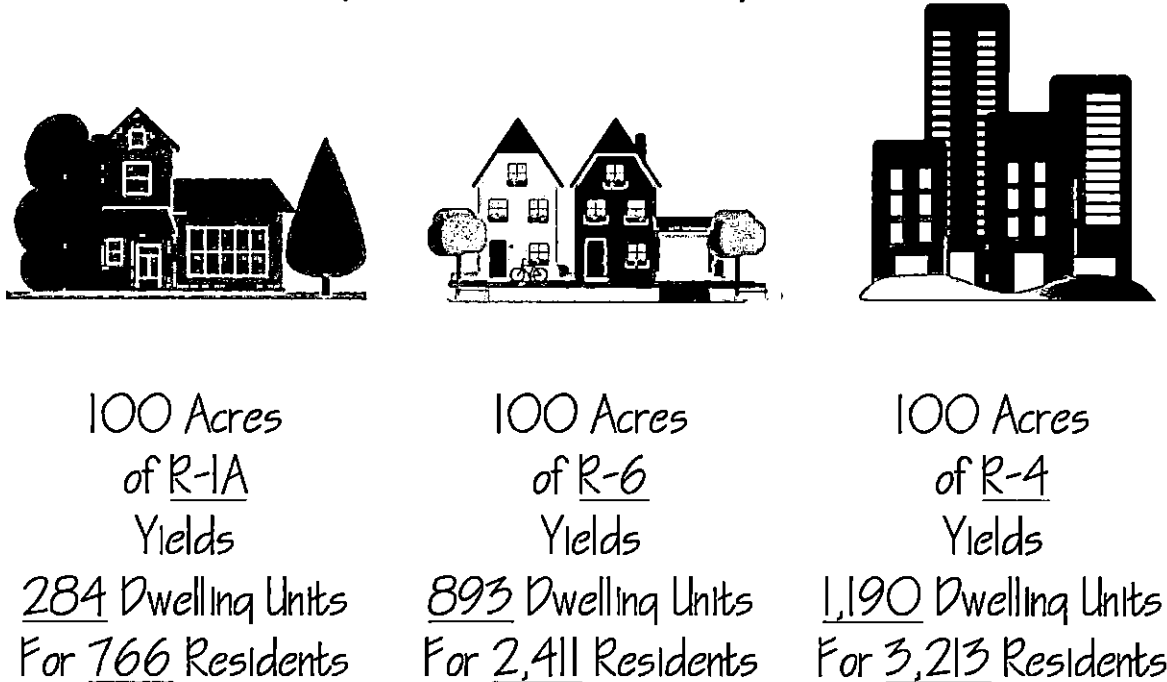 100 Acres
of R-1A
Yields
284 Dwelling Units
For 766 Residents
100 Acres
of R-6
Yields
893 Dwelling Units
For 2,411 Residents
100 Acres
of R-4
Yields
1,190 Dwelling Units
For 3,213 Residents